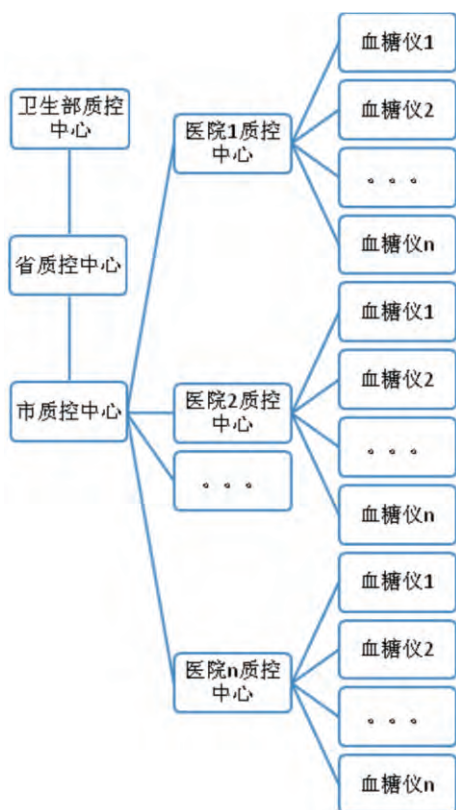 卫生部质控
中心
省质控中心
市质控中心
医院1质控
中心
医院2质控
中心
。。。
医院n质控
中心
血糖仪1
血糖仪2
。。。
血糖仪n
血糖仪1
血糖仪2
。。。
血糖仪n
血糖仪1
血糖仪2
。。。
血糖仪n